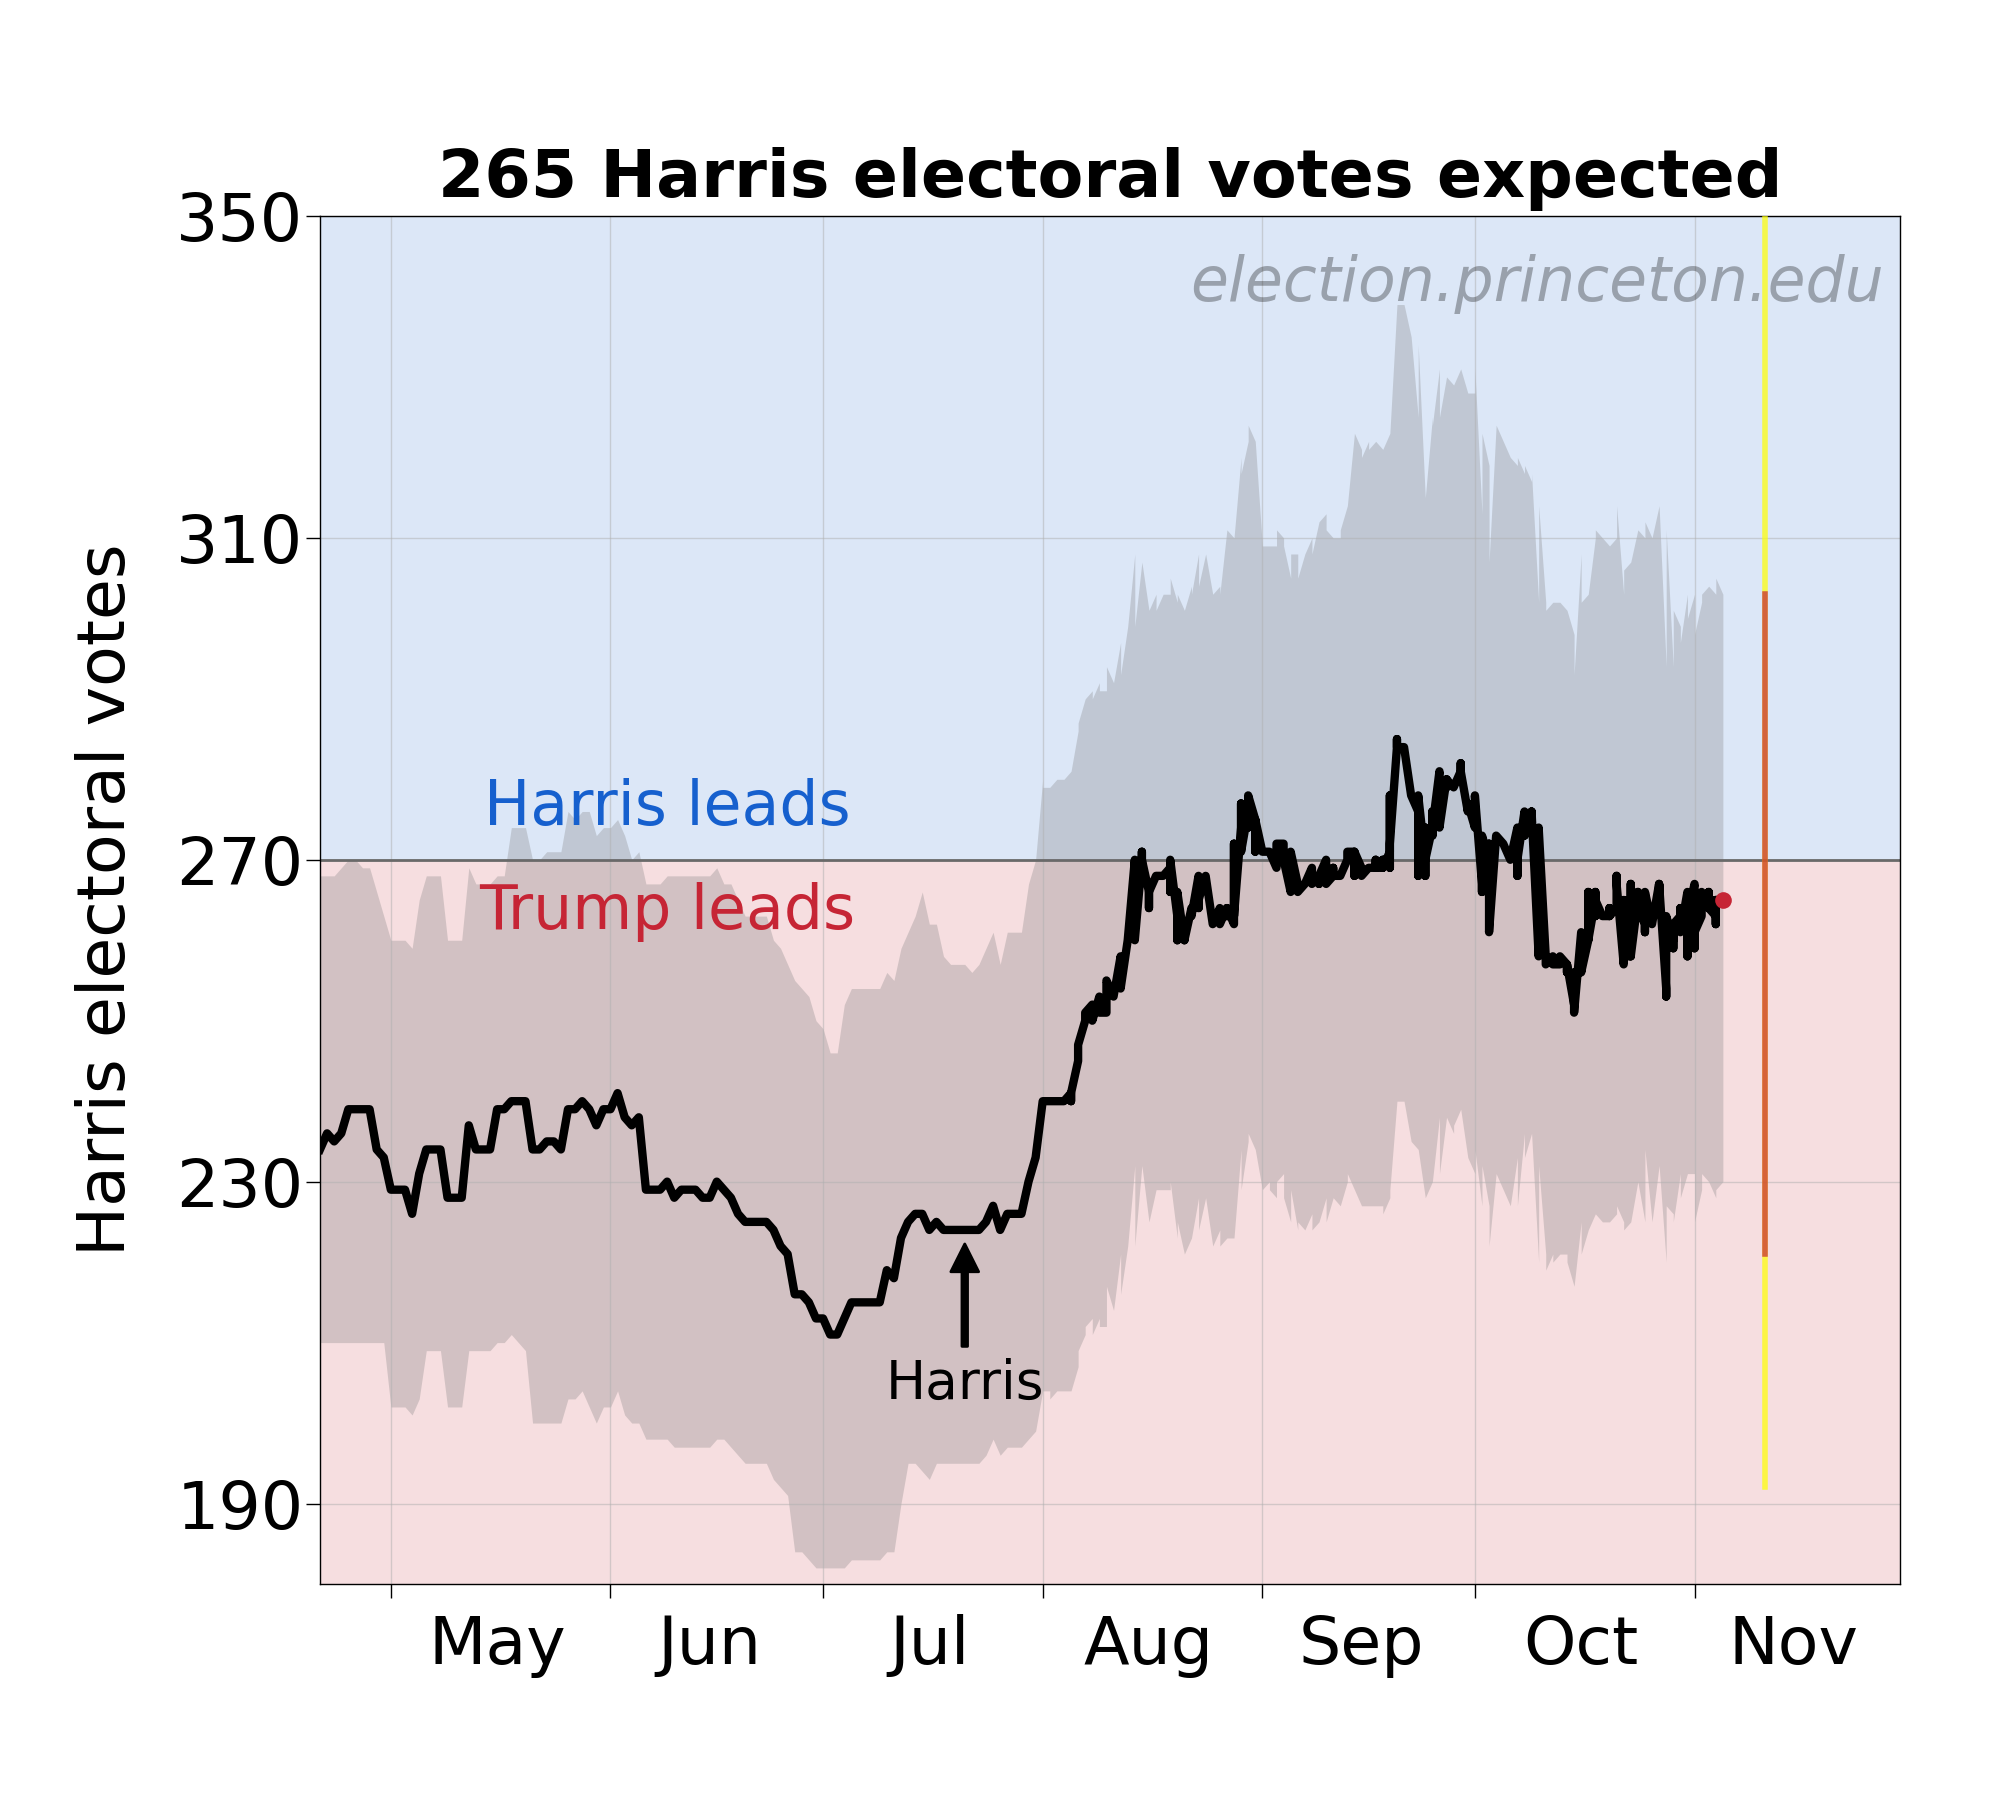 265 Harris electoral votes expected
350
election.princeton.edu
310
Harris electoral votes
Harris leads
270
Trump leads
230
Harris
190
May Jun Jul Aug Sep Oct Nov